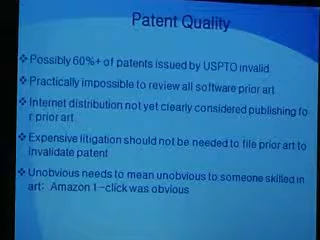 Patent Quality
❖ Possibly 60%+ of patents issued by USPTO invalid
❖ Practically impossible to review all software prior art
❖ Internet distribution not yet clearly considered publishing fo
r prior art
❖ Expensive litigation should not be needed to file prior art to
invalidate patent
❖ Unobvious needs to mean unobvious to someone skilled in
art: Amazon 1-click was obvious